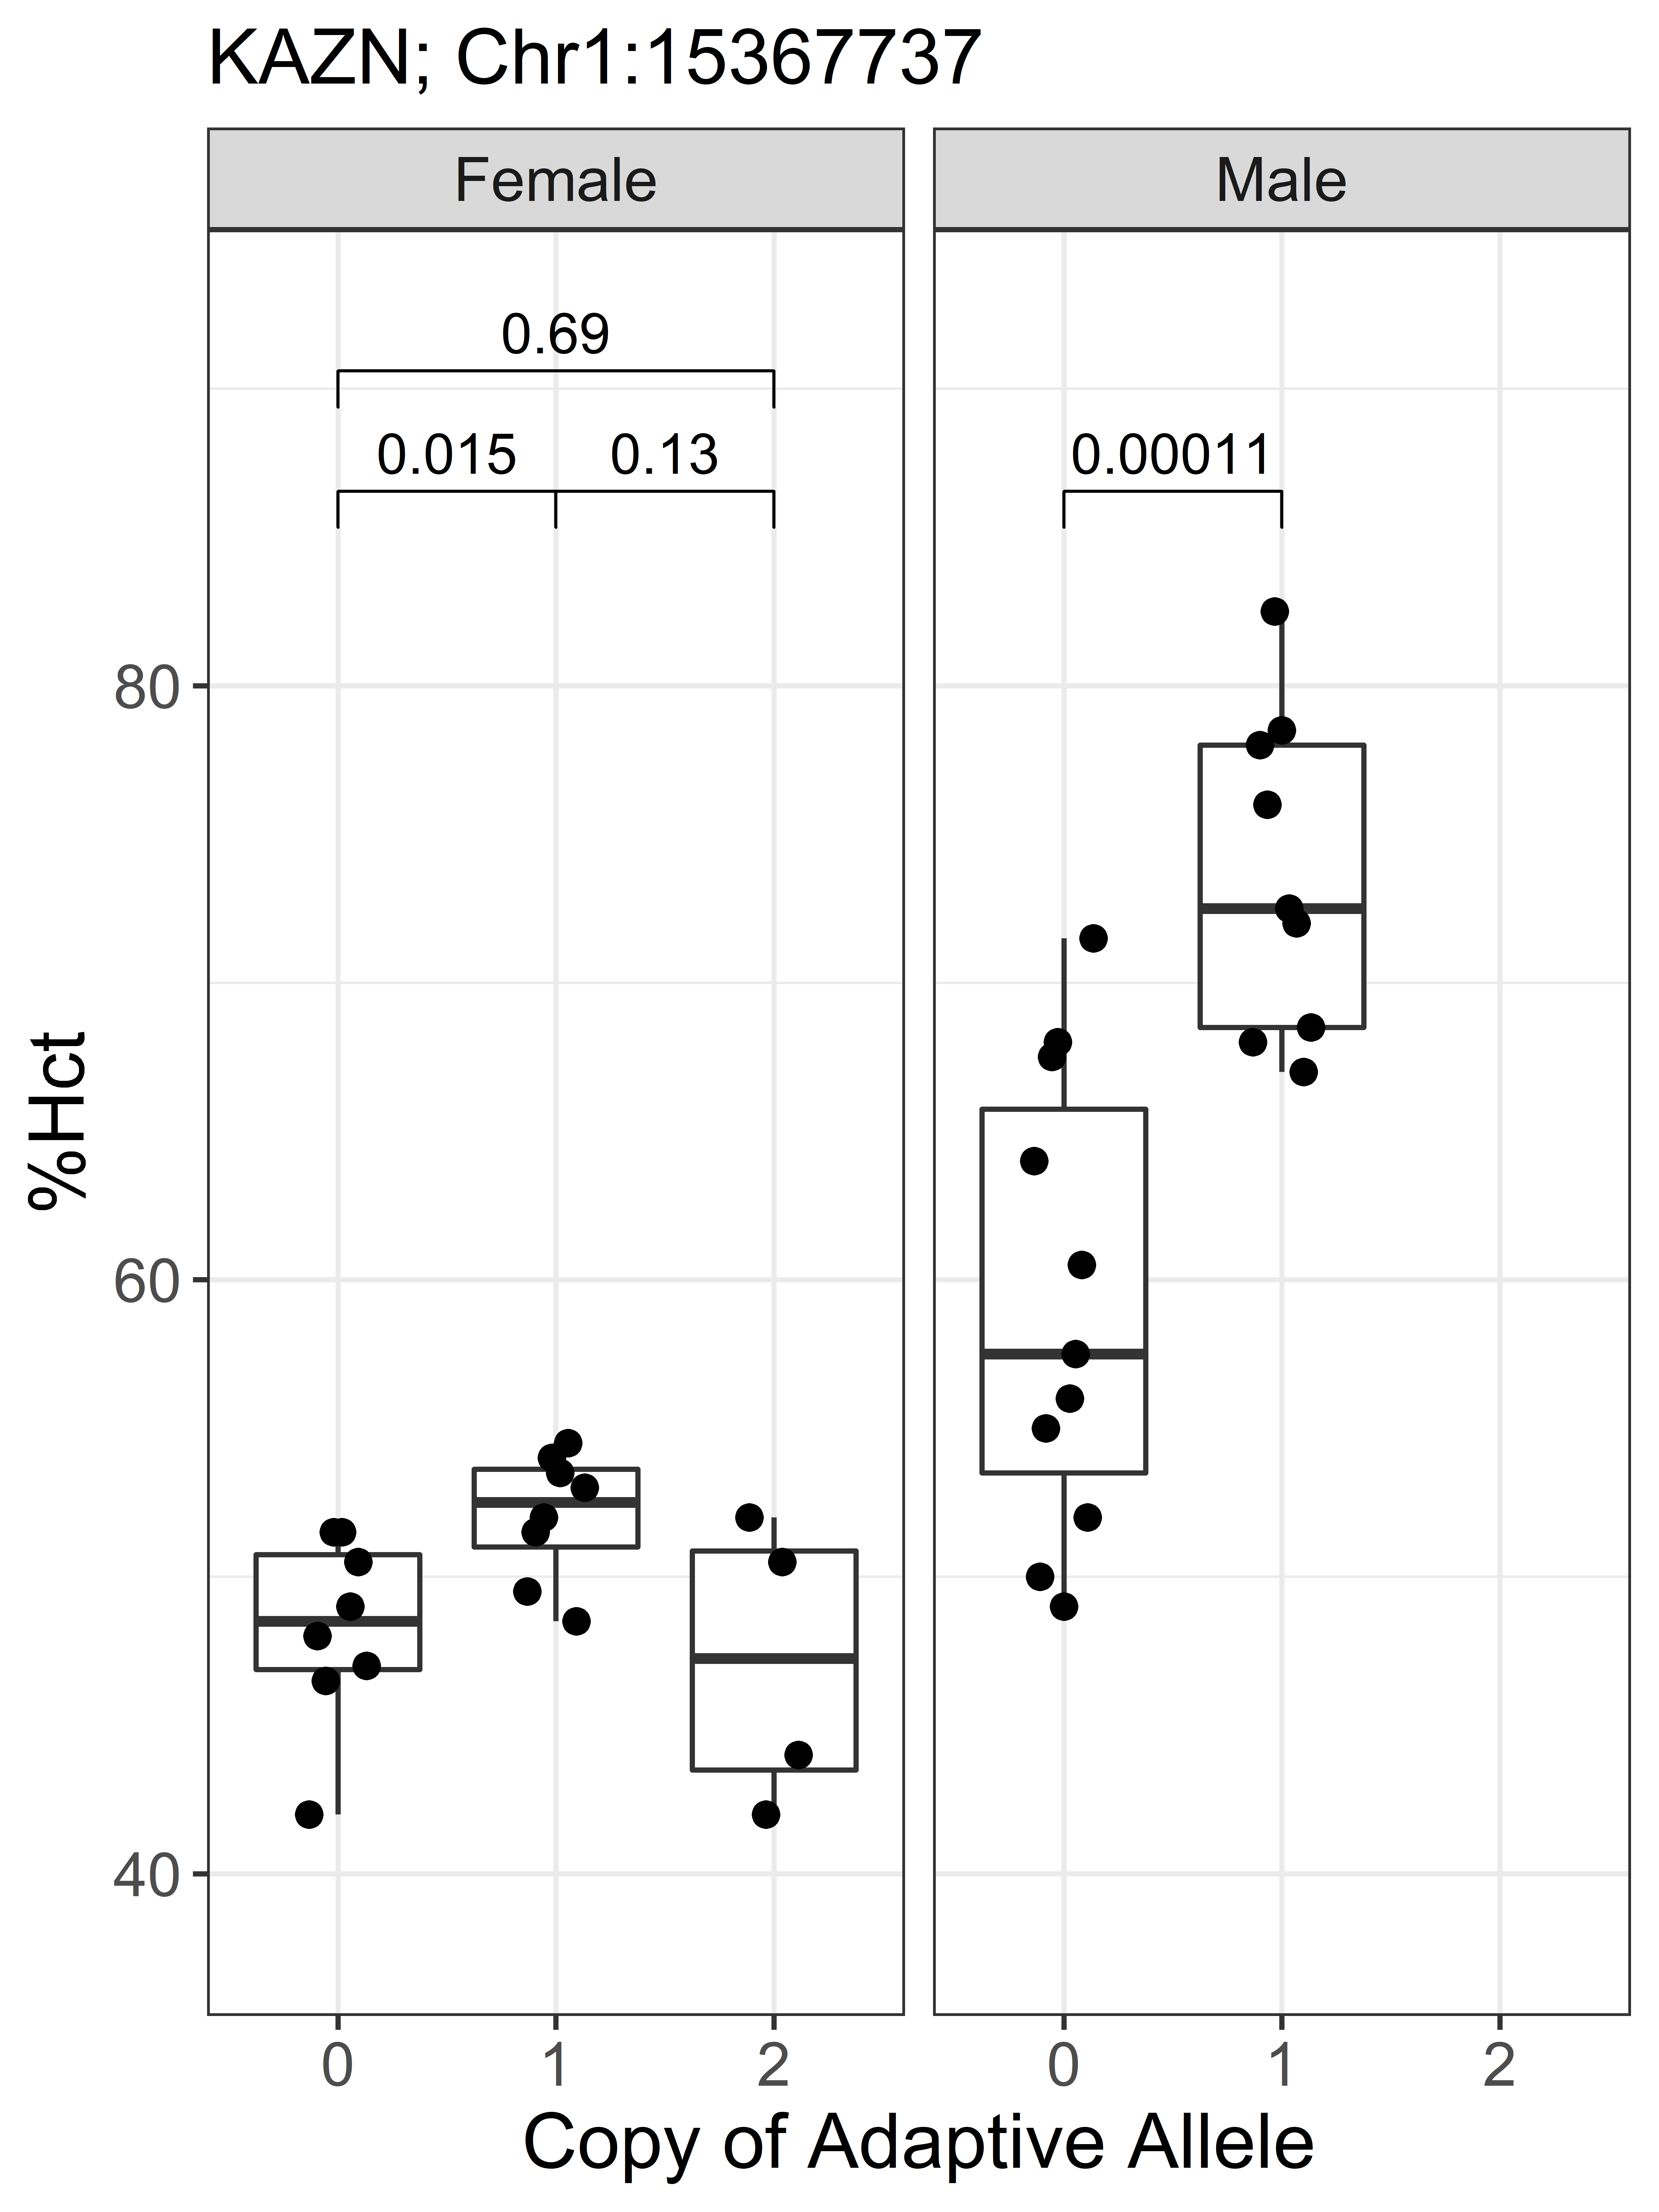 KAZN; Chr1:15367737
Female
Male
0.69
0.015
0.13
0.00011
80
60
40
%Hct
0 1 2
0 1 2
Copy of Adaptive Allele